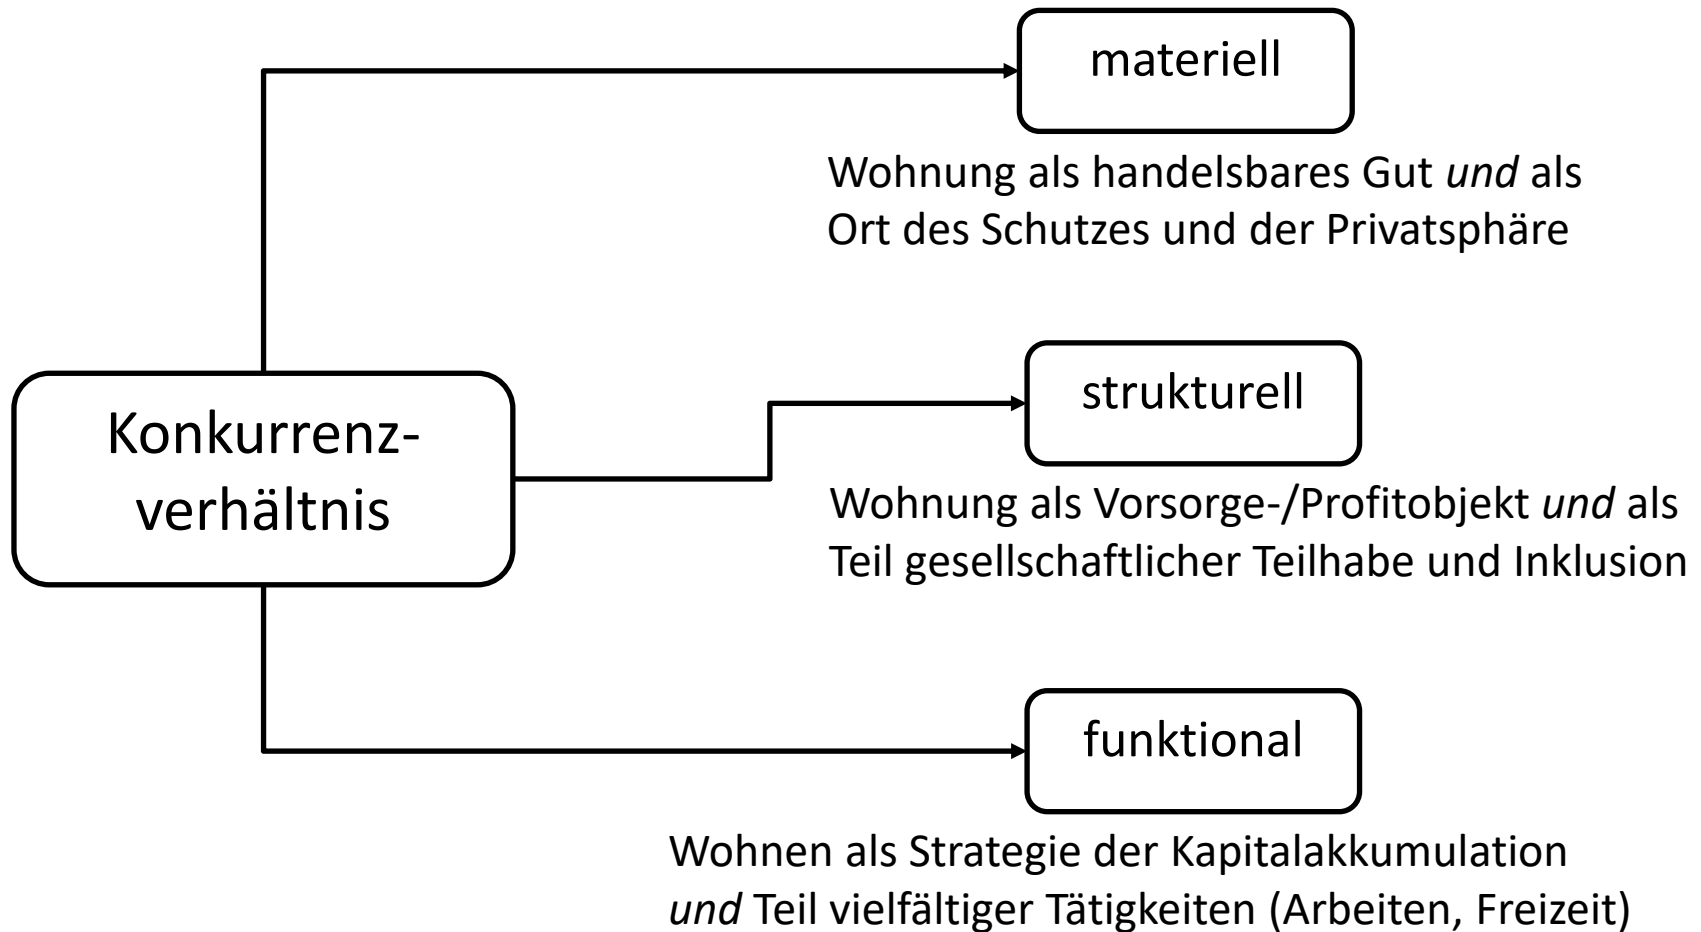 materiell
Wohnung als handelsbares Gut und als
Ort des Schutzes und der Privatsphäre
Konkurrenz-
verhältnis
strukturell
Wohnung als Vorsorge-/Profitobjekt und als
Teil gesellschaftlicher Teilhabe und Inklusion
funktional
Wohnen als Strategie der Kapitalakkumulation
und Teil vielfältiger Tätigkeiten (Arbeiten, Freizeit)